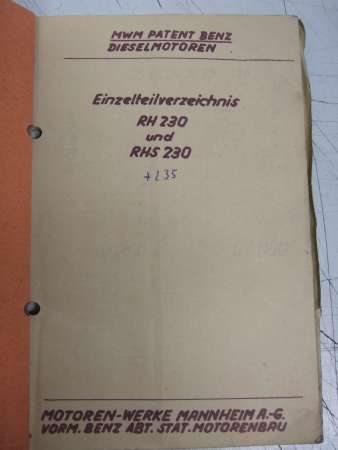 MWM PATENT BENZ
DIESELMOTOREN
Einzelteilverzeichnis
RH 230
und
RHS 230
+ 235
MOTOREN-WERKE MANNHEIM A.-G.
VORM. BENZ ABT. STAT. MOTORENBAU